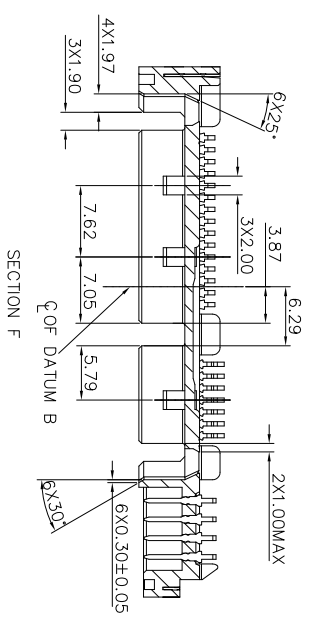 4X1.97
3X1.90
6X25°
3X2.00
3.87
6.29
7.62
7.05
5.79
2X1.00MAX
6X30°
6X0.30±0.05
℄OF DATUM B
SECTION F